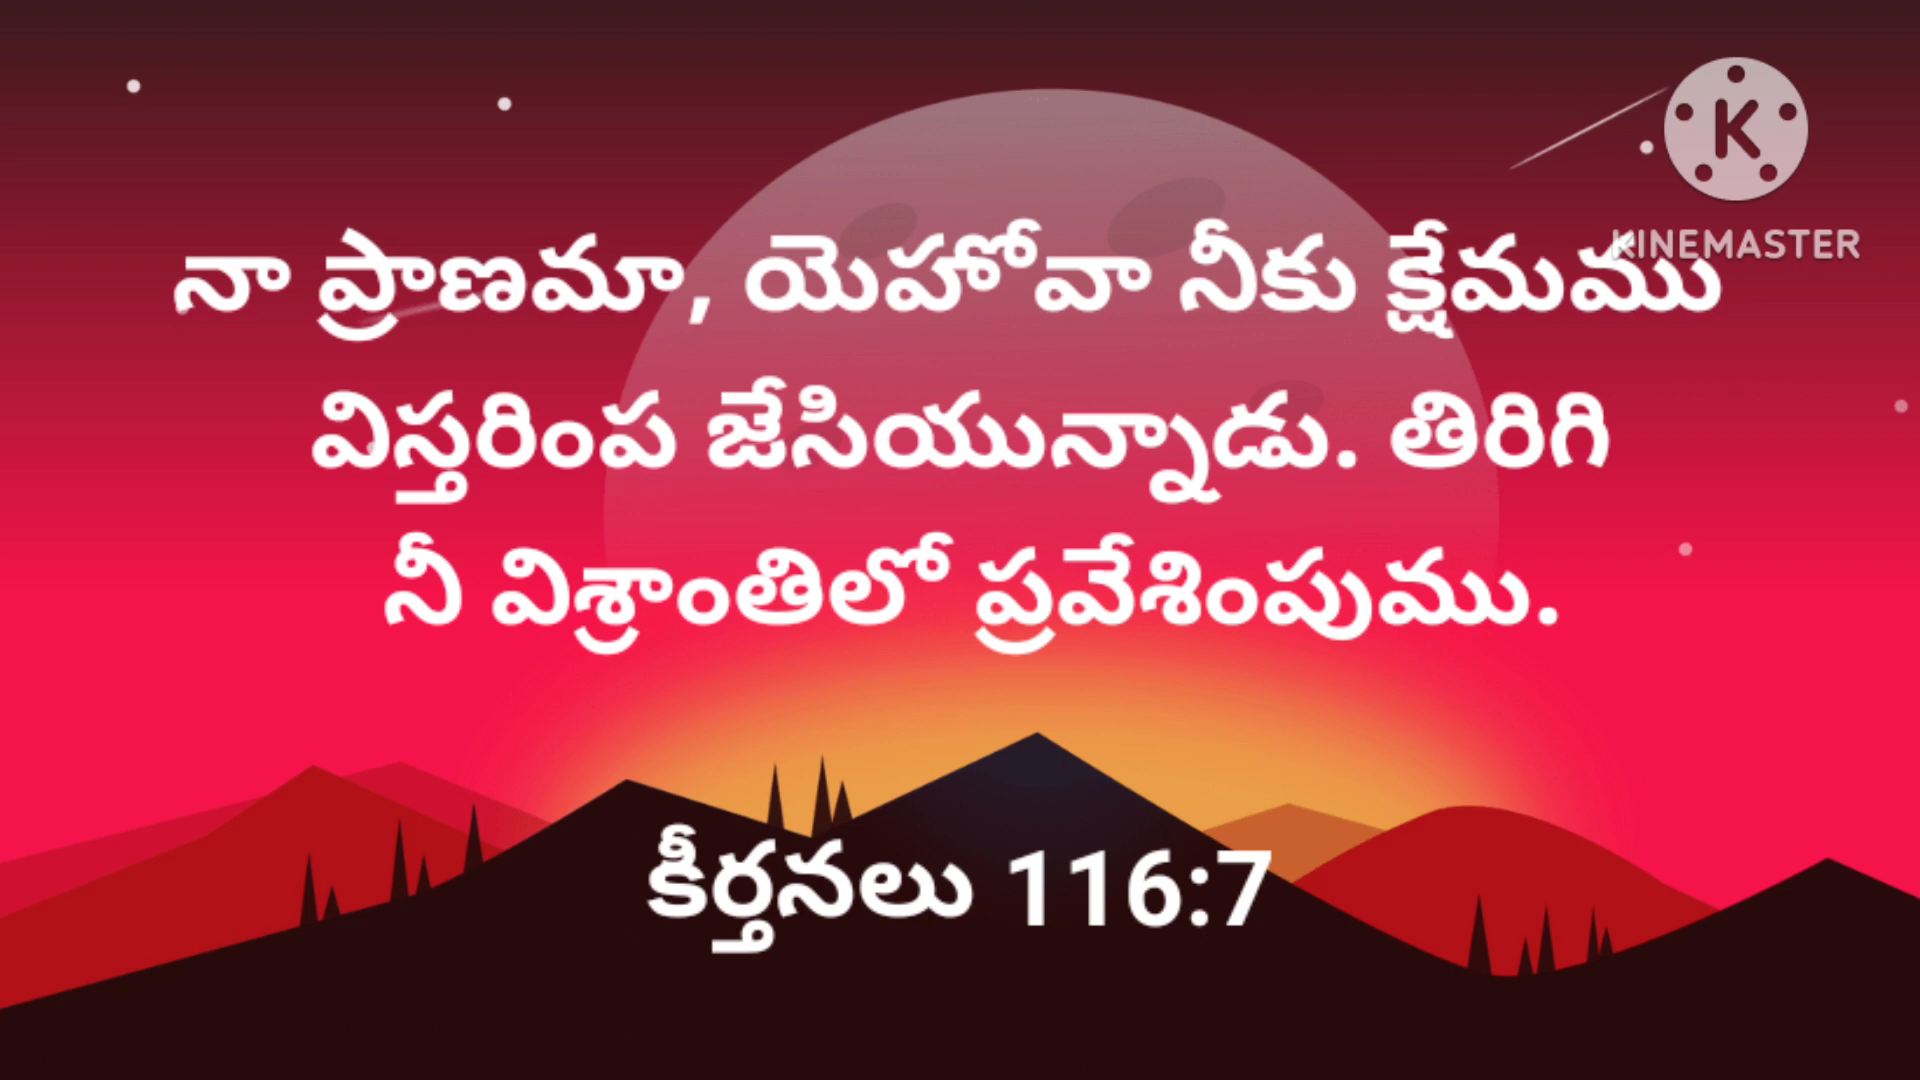 K
KINEMASTER
నా ప్రాణమా, యెహోవా నీకు క్షేమము
విస్తరింప జేసియున్నాడు. తిరిగి
నీ విశ్రాంతిలో ప్రవేశింపుము.
కీర్తనలు 116:7